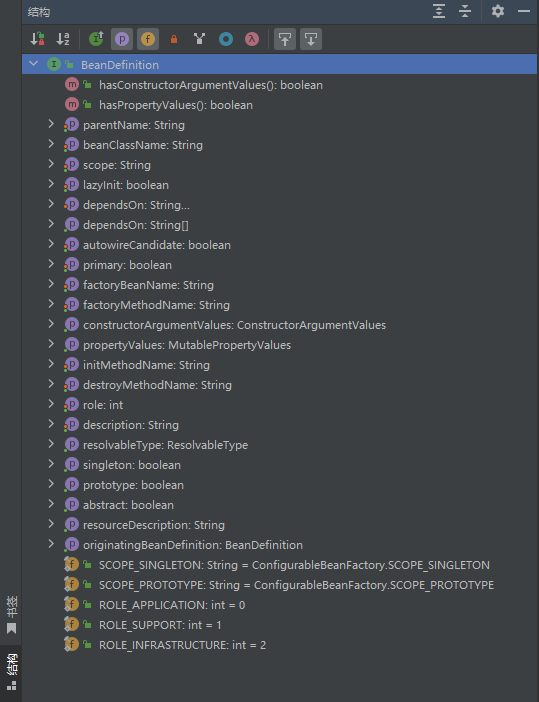 结构
BeanDefinition
hasConstructorArgumentValues(): boolean
hasPropertyValues(): boolean
parentName: String
beanClassName: String
scope: String
lazyInit: boolean
dependsOn: String...
dependsOn: String[]
autowireCandidate: boolean
primary: boolean
factoryBeanName: String
factoryMethodName: String
constructorArgumentValues: ConstructorArgumentValues
propertyValues: MutablePropertyValues
initMethodName: String
destroyMethodName: String
role: int
description: String
resolvableType: ResolvableType
singleton: boolean
prototype: boolean
abstract: boolean
resourceDescription: String
originatingBeanDefinition: BeanDefinition
SCOPE_SINGLETON: String = ConfigurableBeanFactory.SCOPE_SINGLETON
SCOPE_PROTOTYPE: String = ConfigurableBeanFactory.SCOPE_PROTOTYPE
ROLE_APPLICATION: int = 0
ROLE_SUPPORT: int = 1
ROLE_INFRASTRUCTURE: int = 2
书签
结构